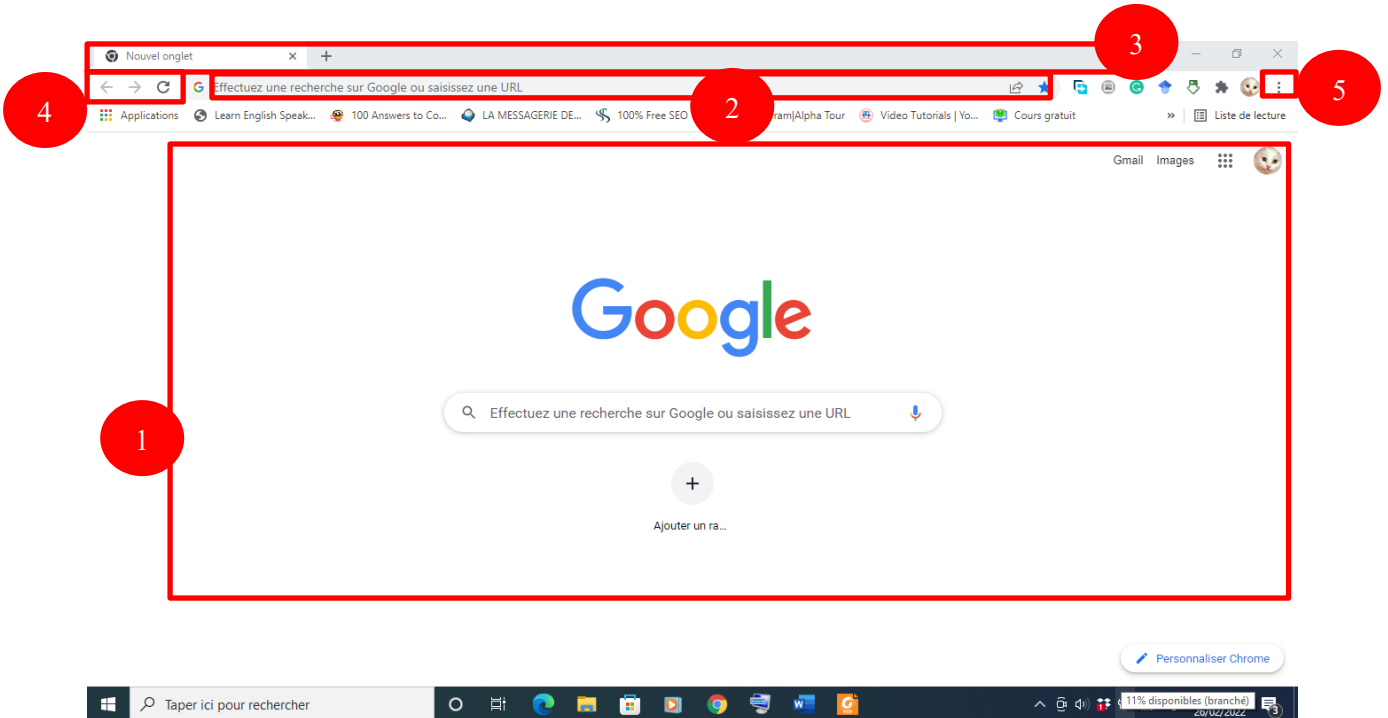 3
Nouvel onglet
4
Effectuez une recherche sur Google ou saisissez une URL
5
2
Applications Learn English Speak... 100 Answers to Co... LA MESSAGERIE DE... 100% Free SEO ram|Alpha Tour Video Tutorials | Yo... Cours gratuit » Liste de lecture
Gmail Images
Google
Effectuez une recherche sur Google ou saisissez une URL
1
Ajouter un ra...
Personnaliser Chrome
Taper ici pour rechercher
11% disponibles (branché)
26/02/2022
3